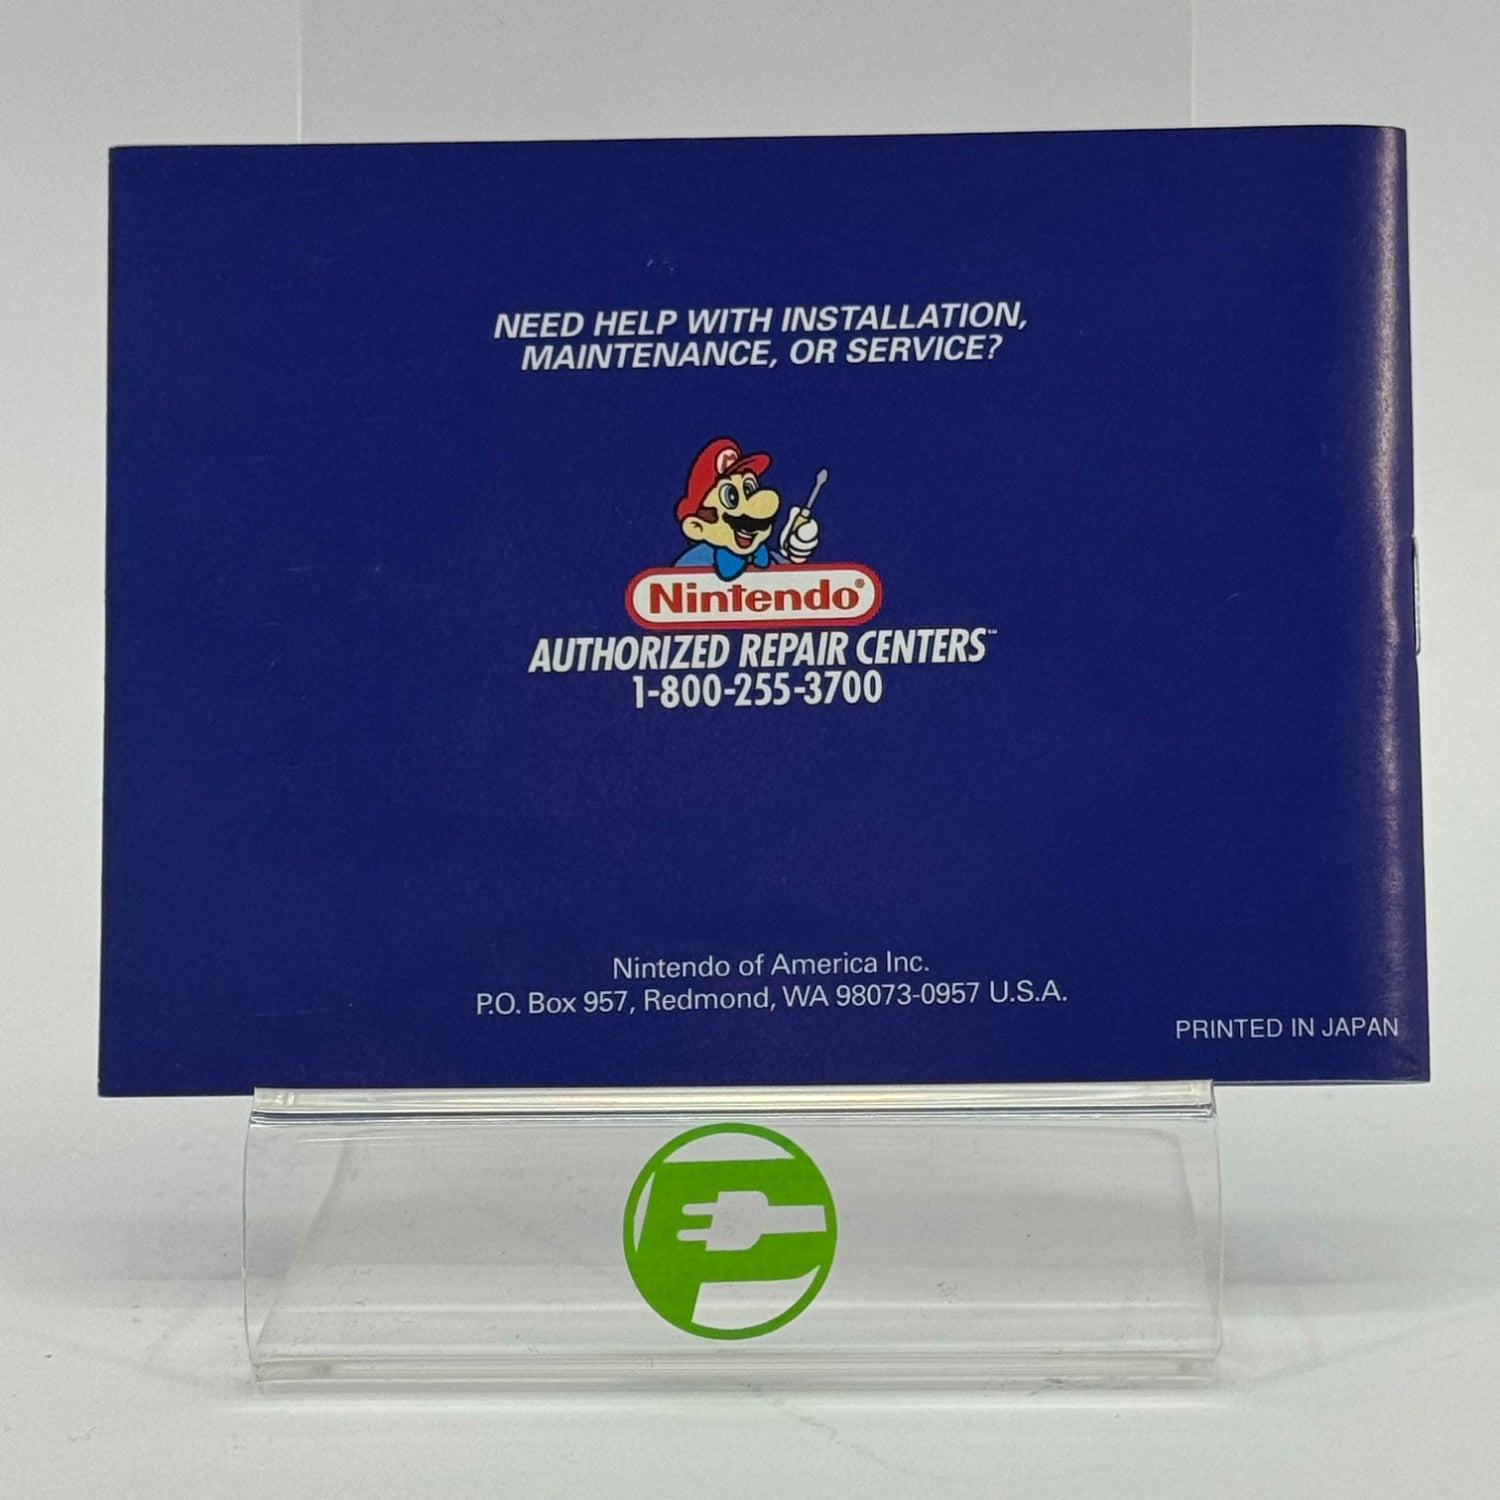 NEED HELP WITH INSTALLATION,
MAINTENANCE, OR SERVICE?
M
Nintendo®
AUTHORIZED REPAIR CENTERS™
1-800-255-3700
Nintendo of America Inc.
P.O. Box 957, Redmond, WA 98073-0957 U.S.A.
PRINTED IN JAPAN
P